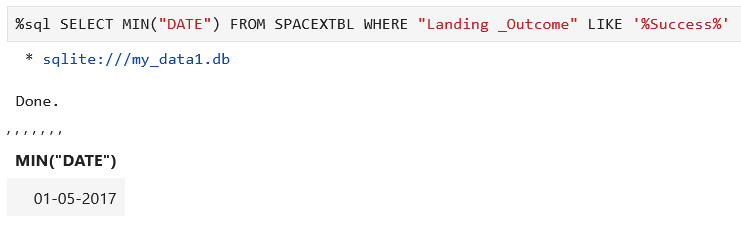 %sql SELECT MIN("DATE") FROM SPACEXTBL WHERE "Landing _Outcome" LIKE '%Success%'
* sqlite:///my_data1.db
Done.
,,,,,,,
MIN("DATE")
01-05-2017